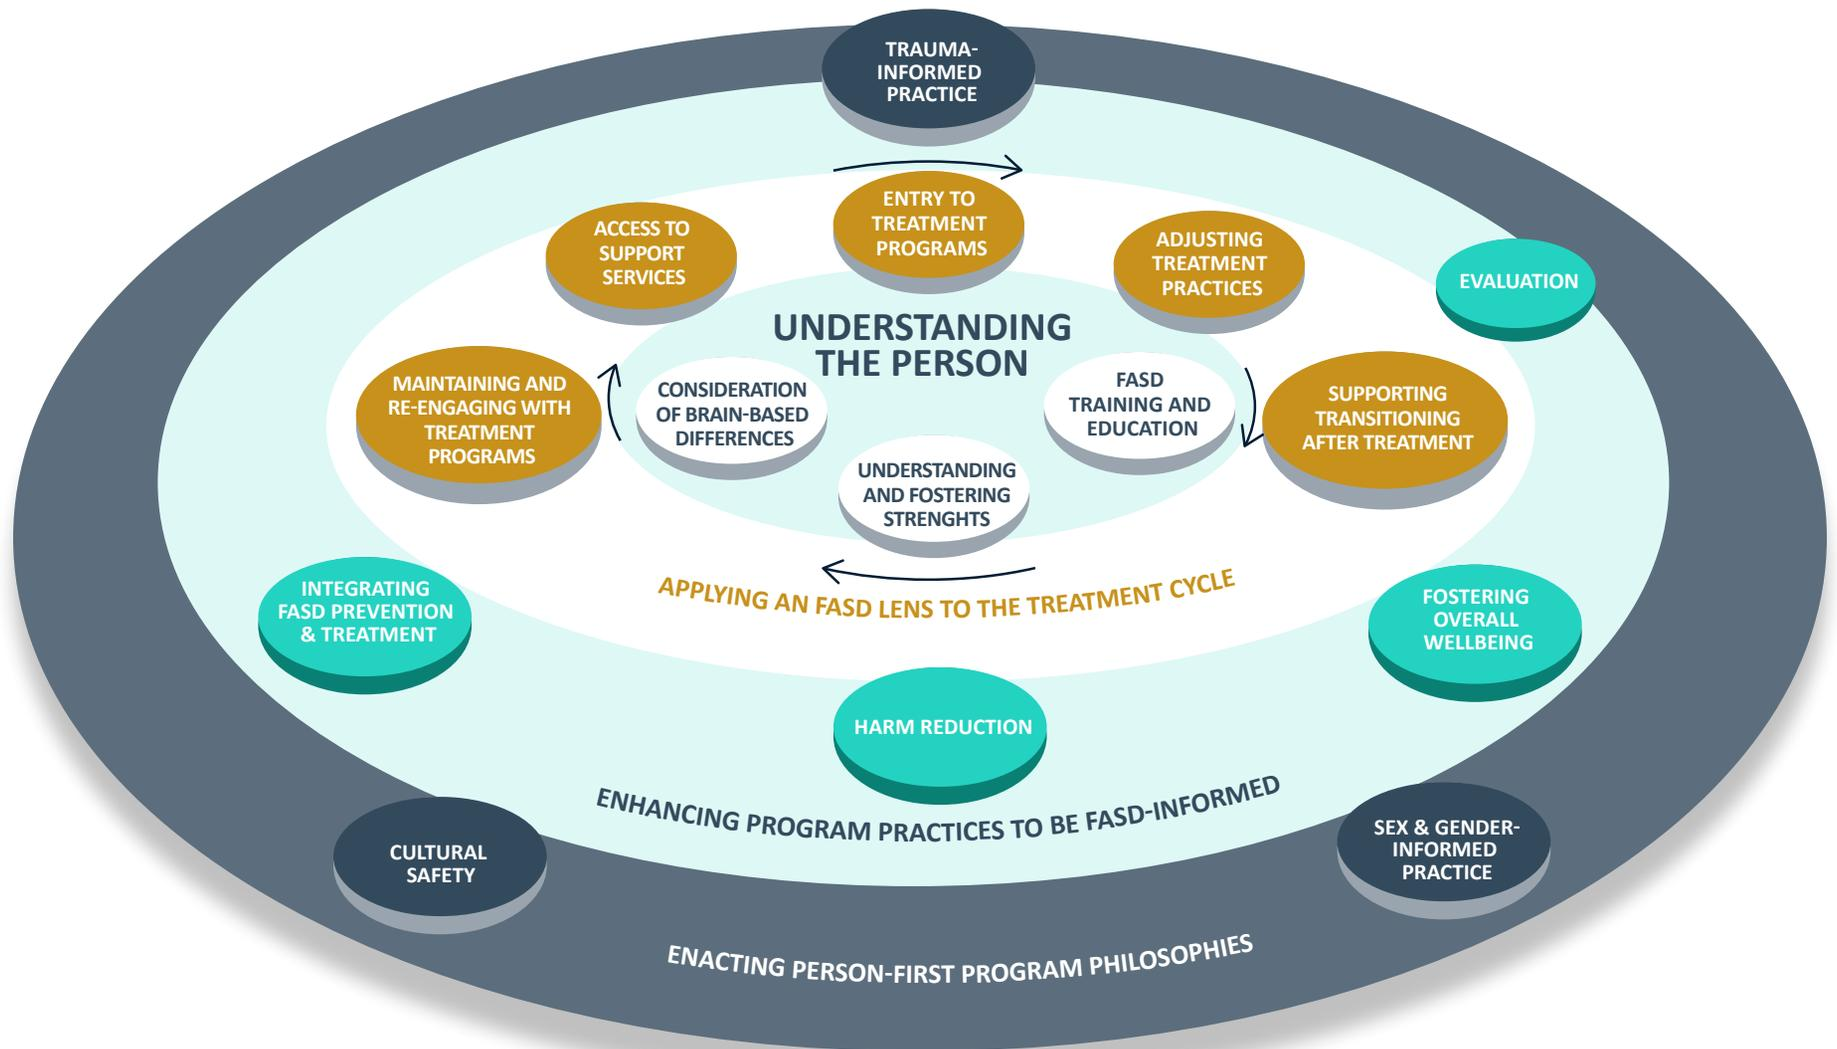 TRAUMA-
INFORMED
PRACTICE
ENTRY TO
TREATMENT
PROGRAMS
ACCESS TO
SUPPORT
SERVICES
ADJUSTING
TREATMENT
PRACTICES
EVALUATION
UNDERSTANDING
THE PERSON
MAINTAINING AND
RE-ENGAGING WITH
TREATMENT
PROGRAMS
CONSIDERATION
OF BRAIN-BASED
DIFFERENCES
FASD
TRAINING AND
EDUCATION
SUPPORTING
TRANSITIONING
AFTER TREATMENT
UNDERSTANDING
AND FOSTERING
STRENGHTS
APPLYING AN FASD LENS TO THE TREATMENT CYCLE
INTEGRATING
FASD PREVENTION
& TREATMENT
FOSTERING
OVERALL
WELLBEING
HARM REDUCTION
ENHANCING PROGRAM PRACTICES TO BE FASD-INFORMED
CULTURAL
SAFETY
SEX & GENDER-
INFORMED
PRACTICE
ENACTING PERSON-FIRST PROGRAM PHILOSOPHIES